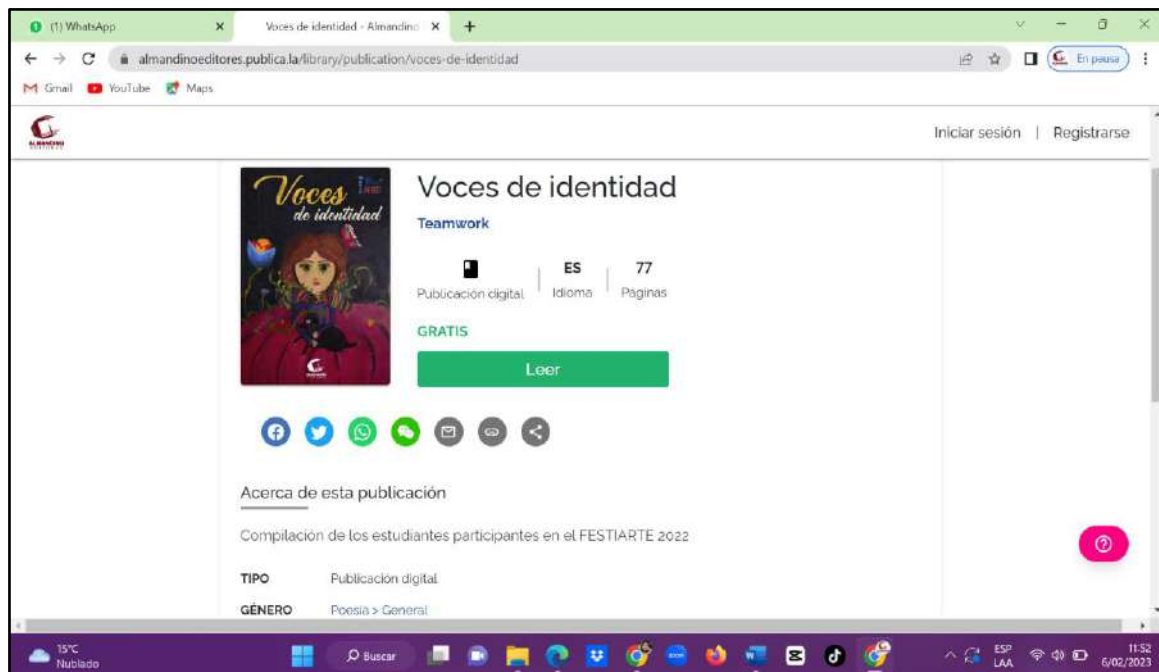 (1) WhatsApp
Voces de identidad - Almandino
almandinoeditores.publica.la/library/publication/voces-de-identidad
En pausa
Gmail YouTube Maps
ALMANDINO
Iniciar sesión | Registrarse
Voces
de identidad
Voces de identidad
Teamwork
ES 77
Publicación digital Idioma Páginas
GRATIS
Leer
Acerca de esta publicación
Compilación de los estudiantes participantes en el FESTIARTE 2022
TIPO Publicación digital
GÉNERO Poesía > General
15°C
Nublado
Buscar
ESP
LAA
11:52
6/02/2023